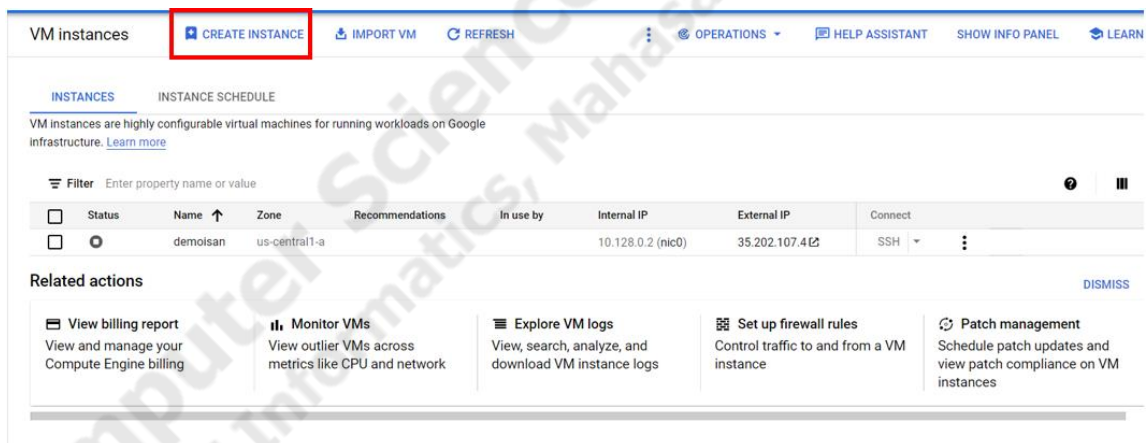 VM instances CREATE INSTANCE IMPORT VM REFRESH OPERATIONS HELP ASSISTANT SHOW INFO PANEL LEARN
INSTANCES INSTANCE SCHEDULE
VM instances are highly configurable virtual machines for running workloads on Google
infrastructure. Learn more
Filter Enter property name or value
Status Name Zone Recommendations In use by Internal IP External IP Connect
demoisan us-central1-a 10.128.0.2 (nic0) 35.202.107.4 SSH
Related actions DISMISS
View billing report
View and manage your
Compute Engine billing
Monitor VMs
View outlier VMs across
metrics like CPU and network
Explore VM logs
View, search, analyze, and
download VM instance logs
Set up firewall rules
Control traffic to and from a VM
instance
Patch management
Schedule patch updates and
view patch compliance on VM
instances